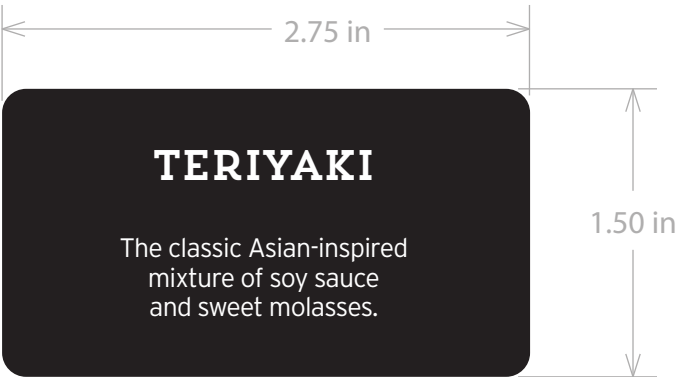 2.75 in
TERIYAKI
The classic Asian-inspired
mixture of soy sauce
and sweet molasses.
1.50 in